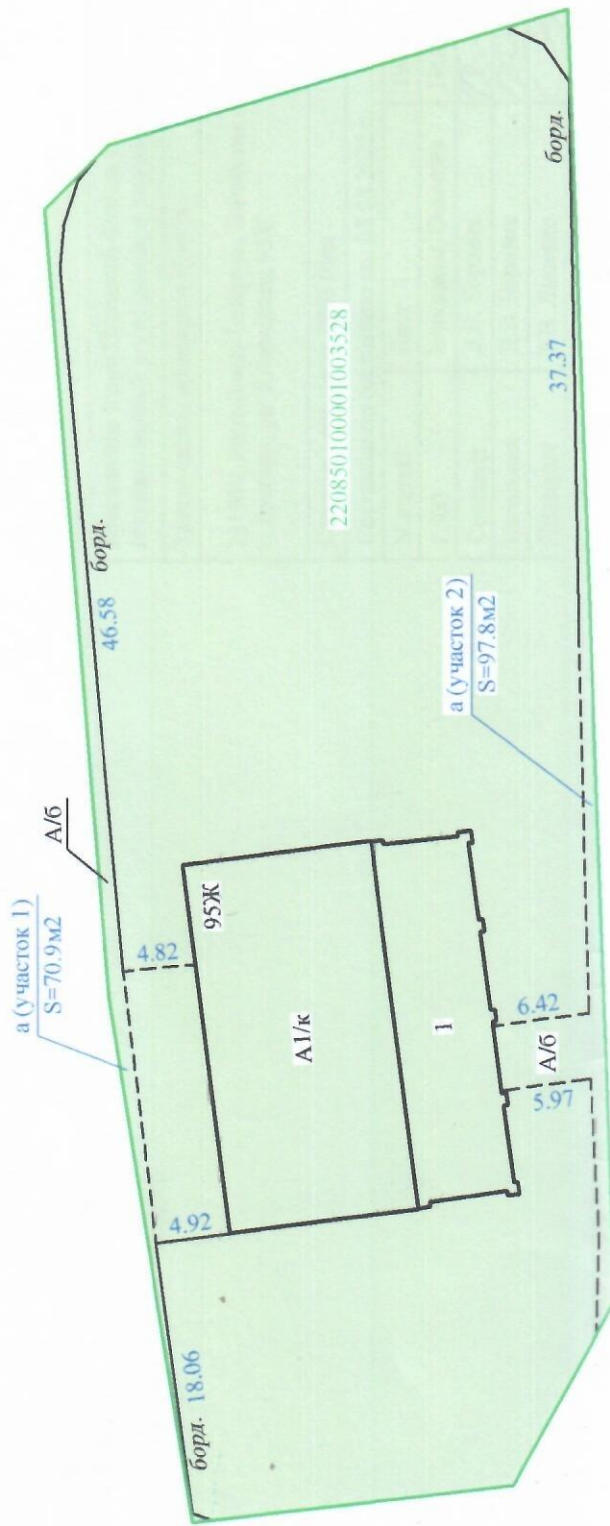 а (участок 1)
S=70.9м2
А/б
46.58
борд.
борд. 18.06
4.92
4.82
95Ж
А1/к
1
220850100001003528
а (участок 2)
S=97.8м2
5.97
А/б
6.42
37.37
борд.